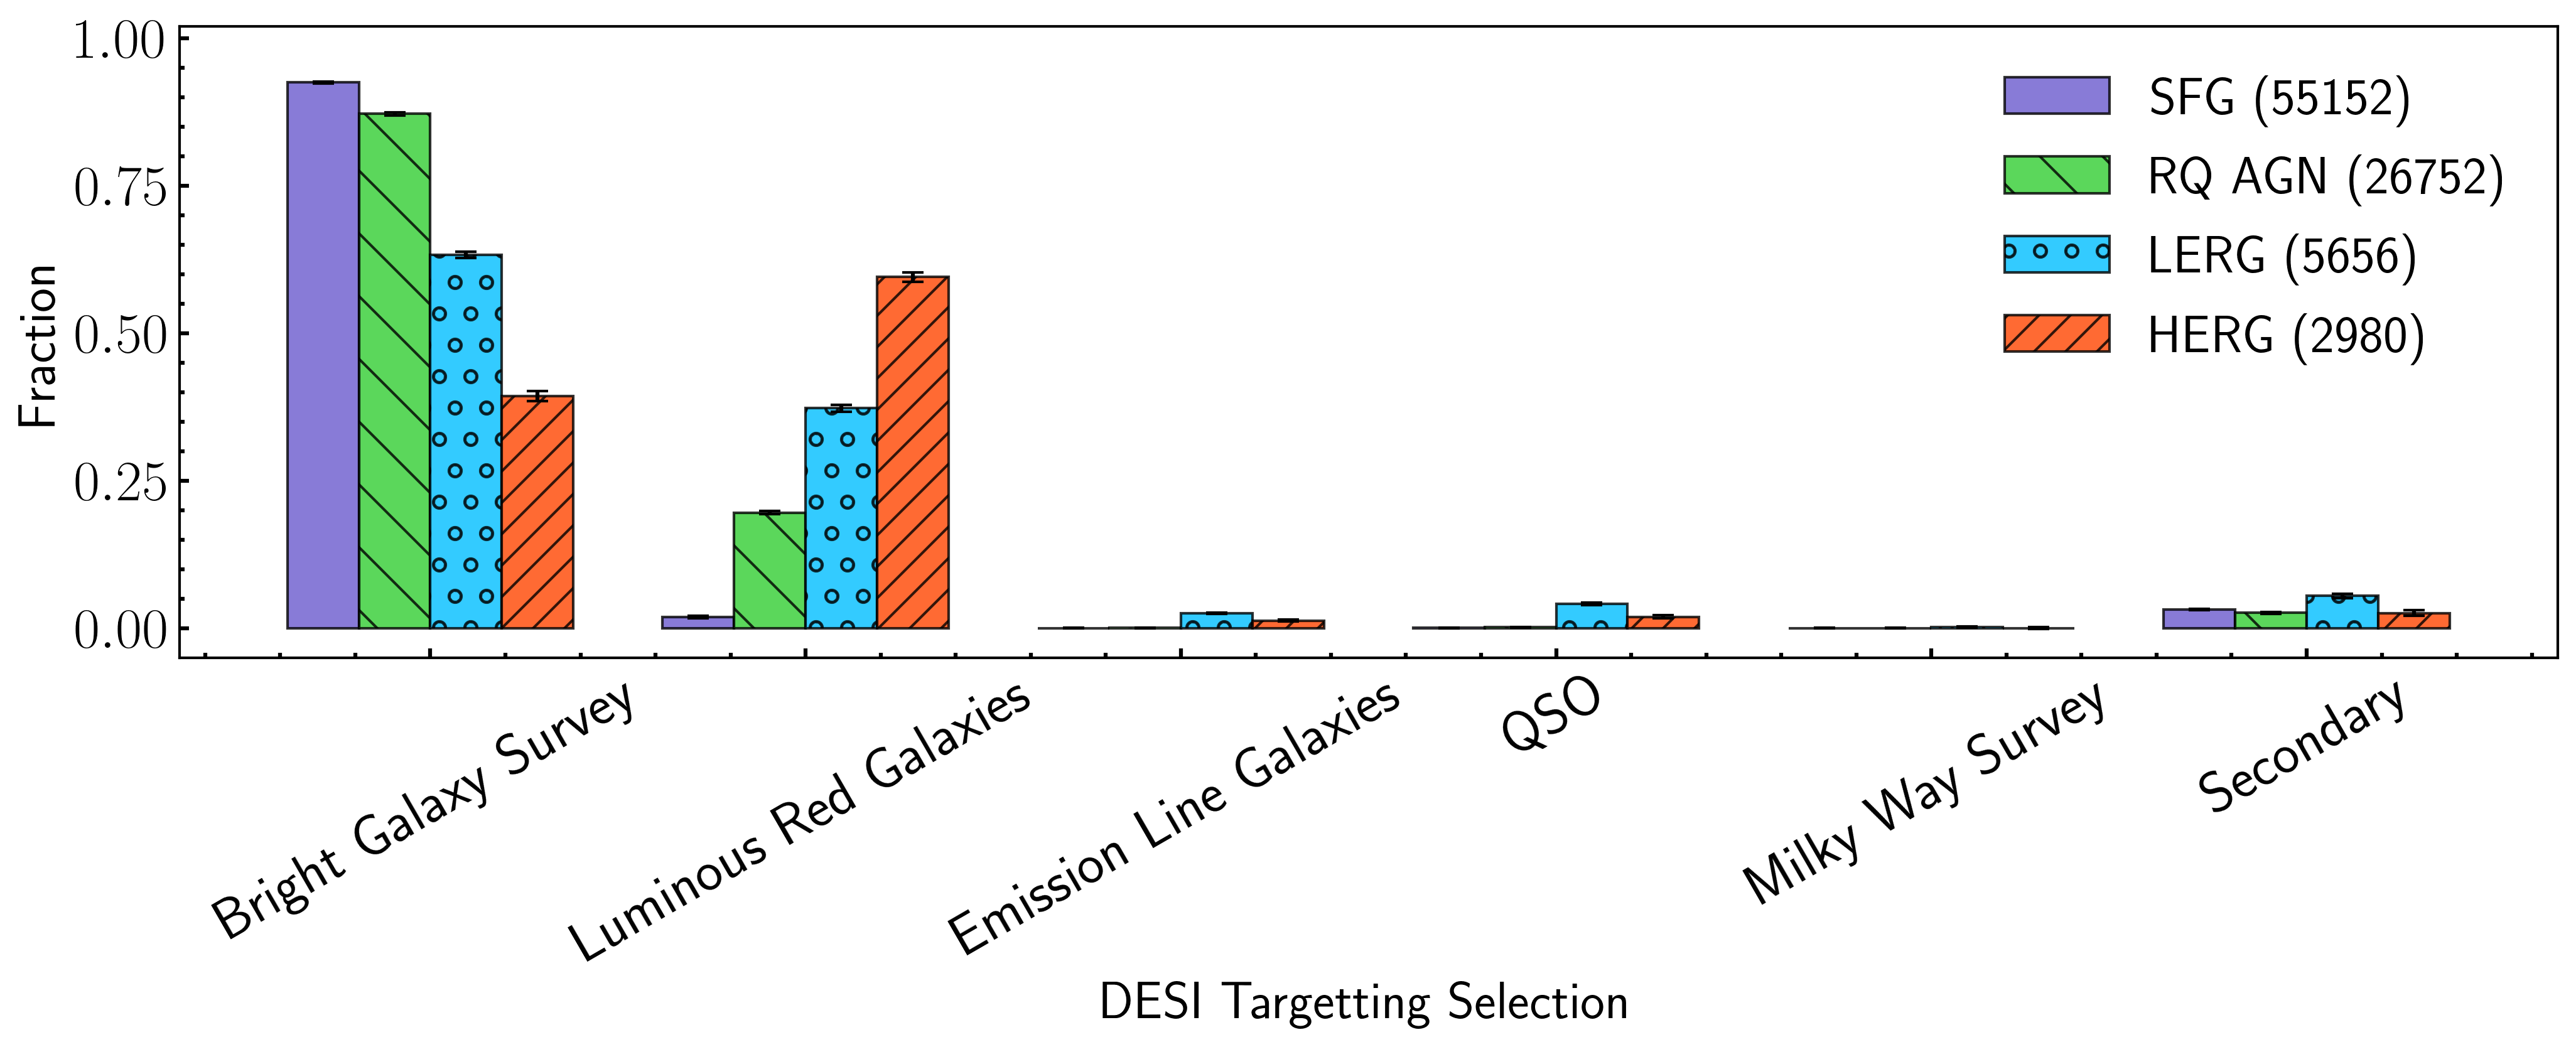 1.00
0.75
0.50
0.25
0.00
Fraction
SFG (55152)
RQ AGN (26752)
LERG (5656)
HERG (2980)
Bright Galaxy Survey
Luminous Red Galaxies
Emission Line Galaxies
QSO
Milky Way Survey
Secondary
DESI Targetting Selection